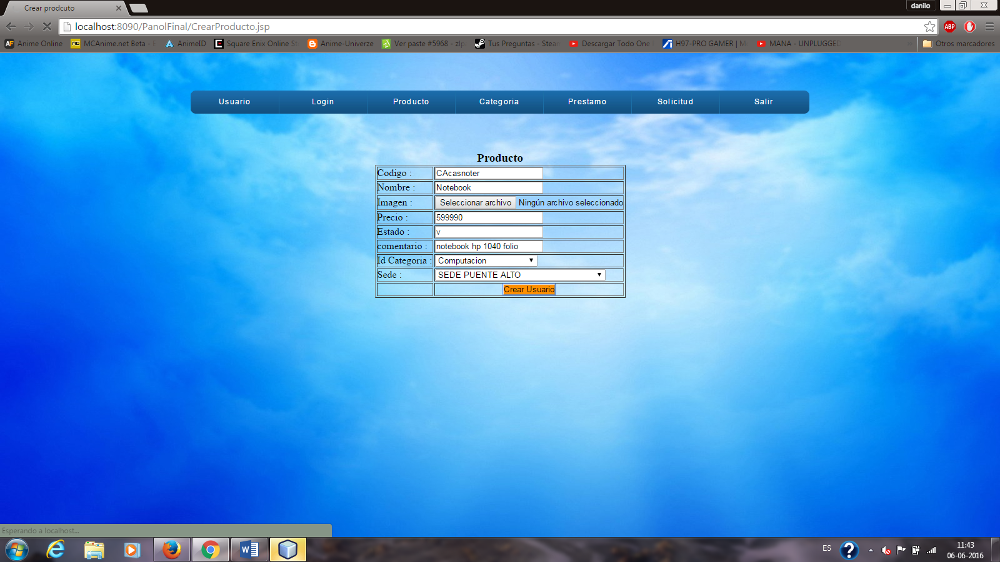 Crear prodcuto
danilo
localhost:8090/PanolFinal/CrearProducto.jsp
ABP
AF Anime Online
MC MCAnime.net Beta -
AnimeID
Square Enix Online St
Anime-Univerze
Ver paste #5968 - zlp
Tus Preguntas - Stean
Descargar Todo One
H97-PRO GAMER | M
MANA - UNPLUGGED
Otros marcadores
Usuario
Login
Producto
Categoria
Prestamo
Solicitud
Salir
Producto
Codigo : CAcasnoter
Nombre : Notebook
Imagen : Seleccionar archivo Ningún archivo seleccionado
Precio : 599990
Estado : v
comentario : notebook hp 1040 folio
Id Categoria : Computacion
Sede : SEDE PUENTE ALTO
Crear Usuario
Esperando a localhost...
ES
11:43
06-06-2016